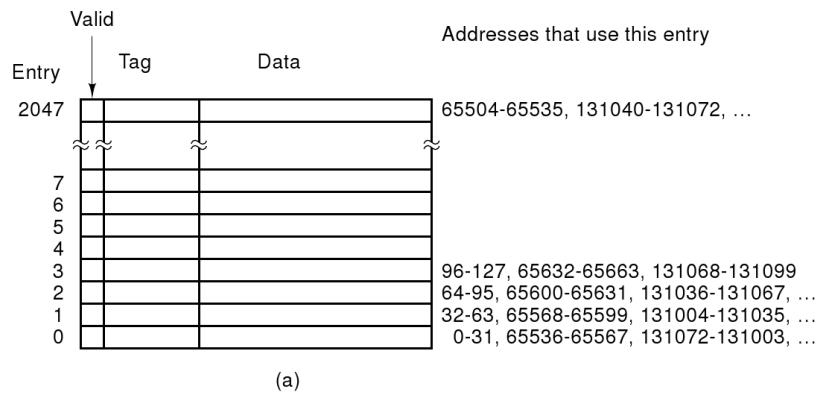 Valid
Addresses that use this entry
Entry
Tag
Data
2047 65504-65535, 131040-131072, …
7
6
5
4
3 96-127, 65632-65663, 131068-131099
2 64-95, 65600-65631, 131036-131067, …
1 32-63, 65568-65599, 131004-131035, …
0 0-31, 65536-65567, 131072-131003, …
(a)